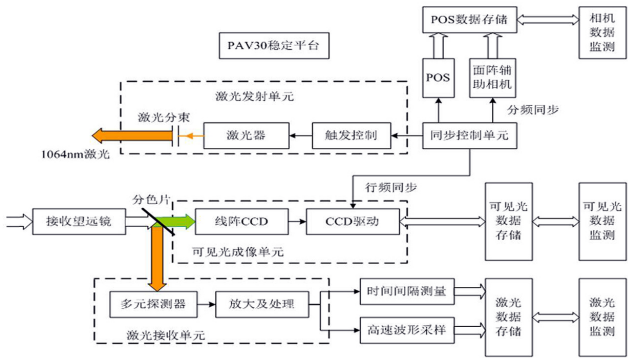 POS数据存储
相机
数据
监测
PAV30稳定平台
POS
面阵辅
助相机
激光发射单元
分频同步
激光分束
激光器
触发控制
同步控制单元
1064nm激光
行频同步
分色片
接收望远镜
线阵CCD
CCD驱动
可见光
数据
存储
可见光
数据
监测
可见光成像单元
多元探测器
放大及处理
时间间隔测量
高速波形采样
激光
数据
存储
激光
数据
监测
激光接收单元